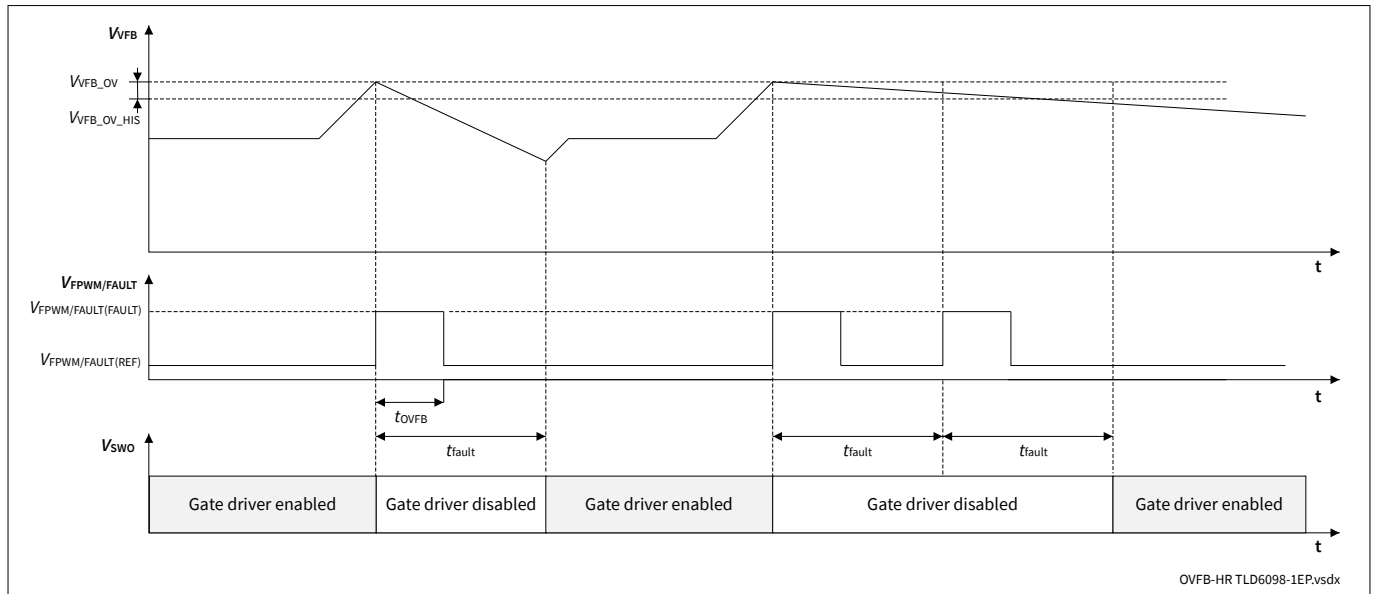 VVFB
VVFB_OV
VVFB_OV_HIS
t
VFPWM/FAULT
VFPWM/FAULT(FAULT)
VFPWM/FAULT(REF)
t
tOVFB
VSWO
tfault
tfault
tfault
Gate driver enabled
Gate driver disabled
Gate driver enabled
Gate driver disabled
Gate driver enabled
t
OVFB-HR TLD6098-1EP.vsdx